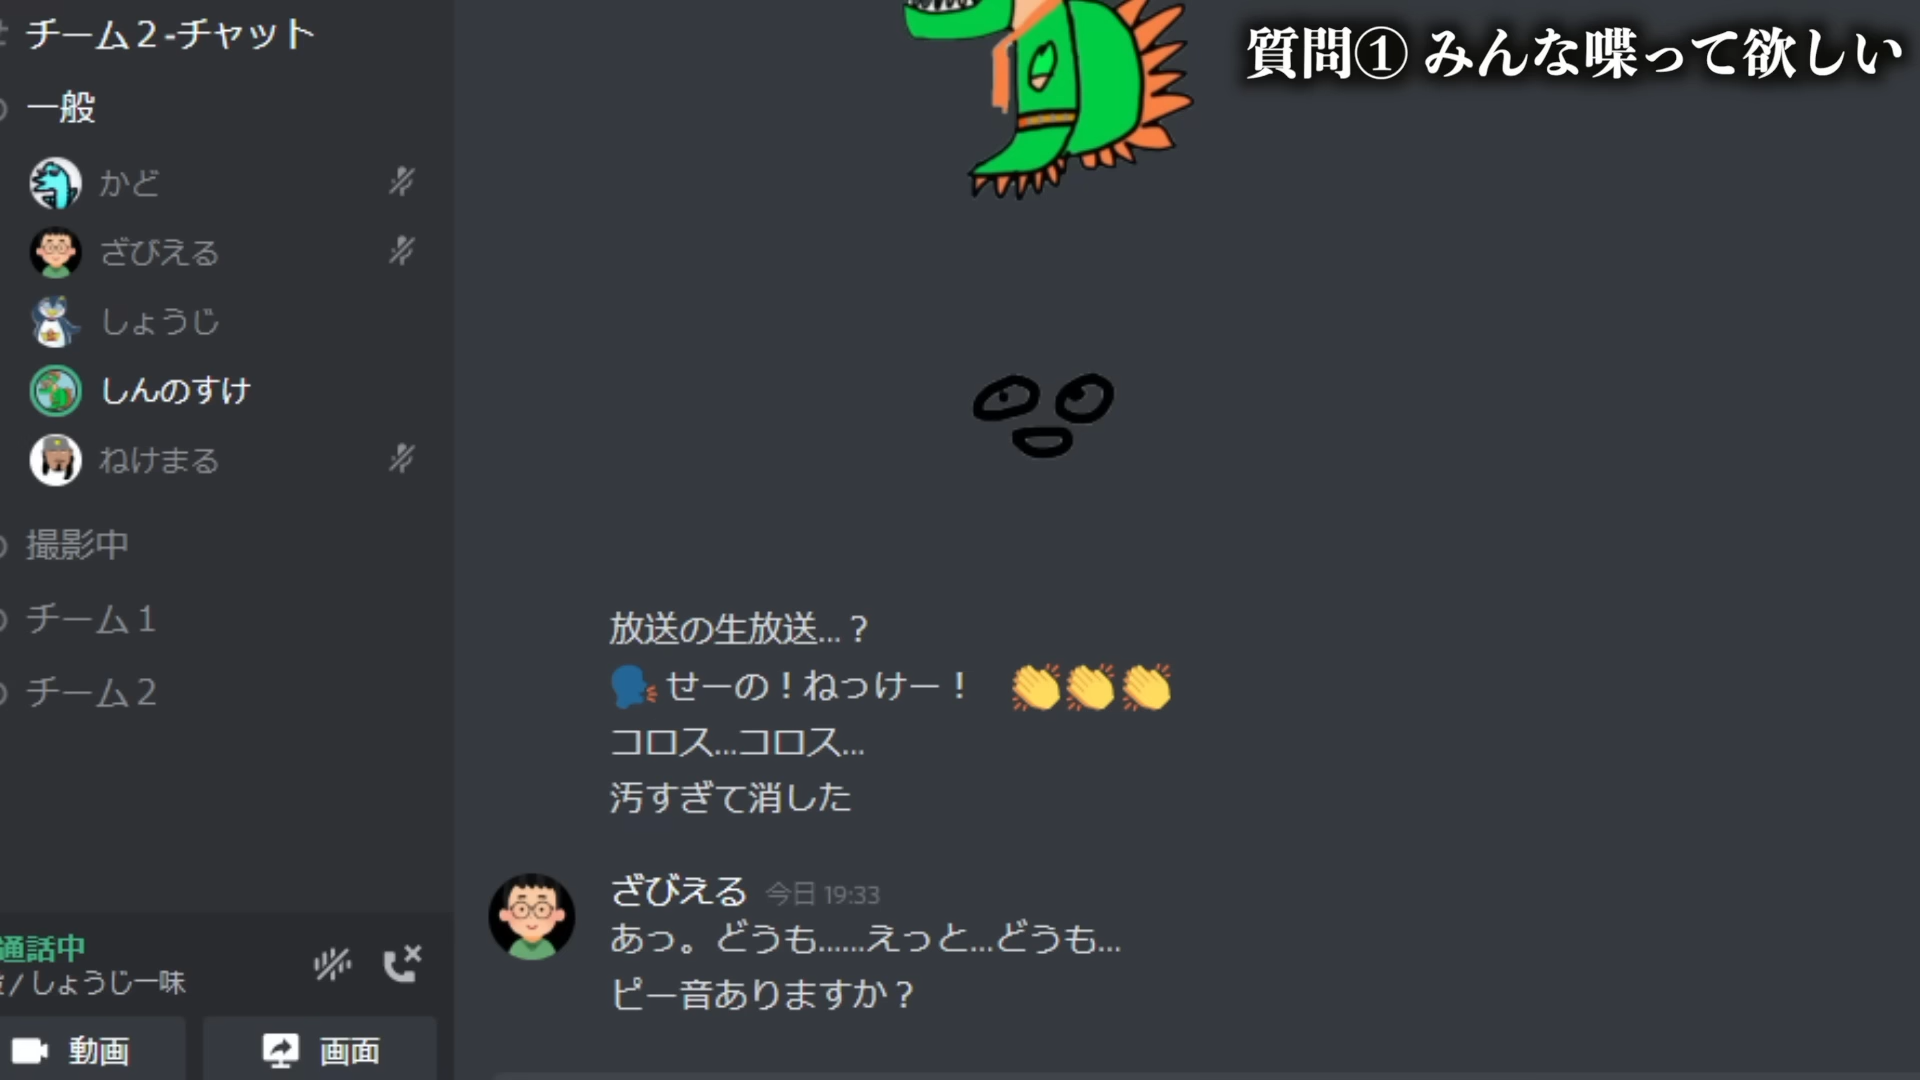 チーム２-チャット
一般
かど
ざびえる
しょうじ
しんのすけ
ねけまる
撮影中
チーム１
チーム２
通話中
/ しょうじ一味
動画
画面
質問① みんな喋って欲しい
放送の生放送...？
せーの！ねっけー！
コロス...コロス...
汚すぎて消した
ざびえる 今日 19:33
あっ。どうも......えっと...どうも...
ピー音ありますか？